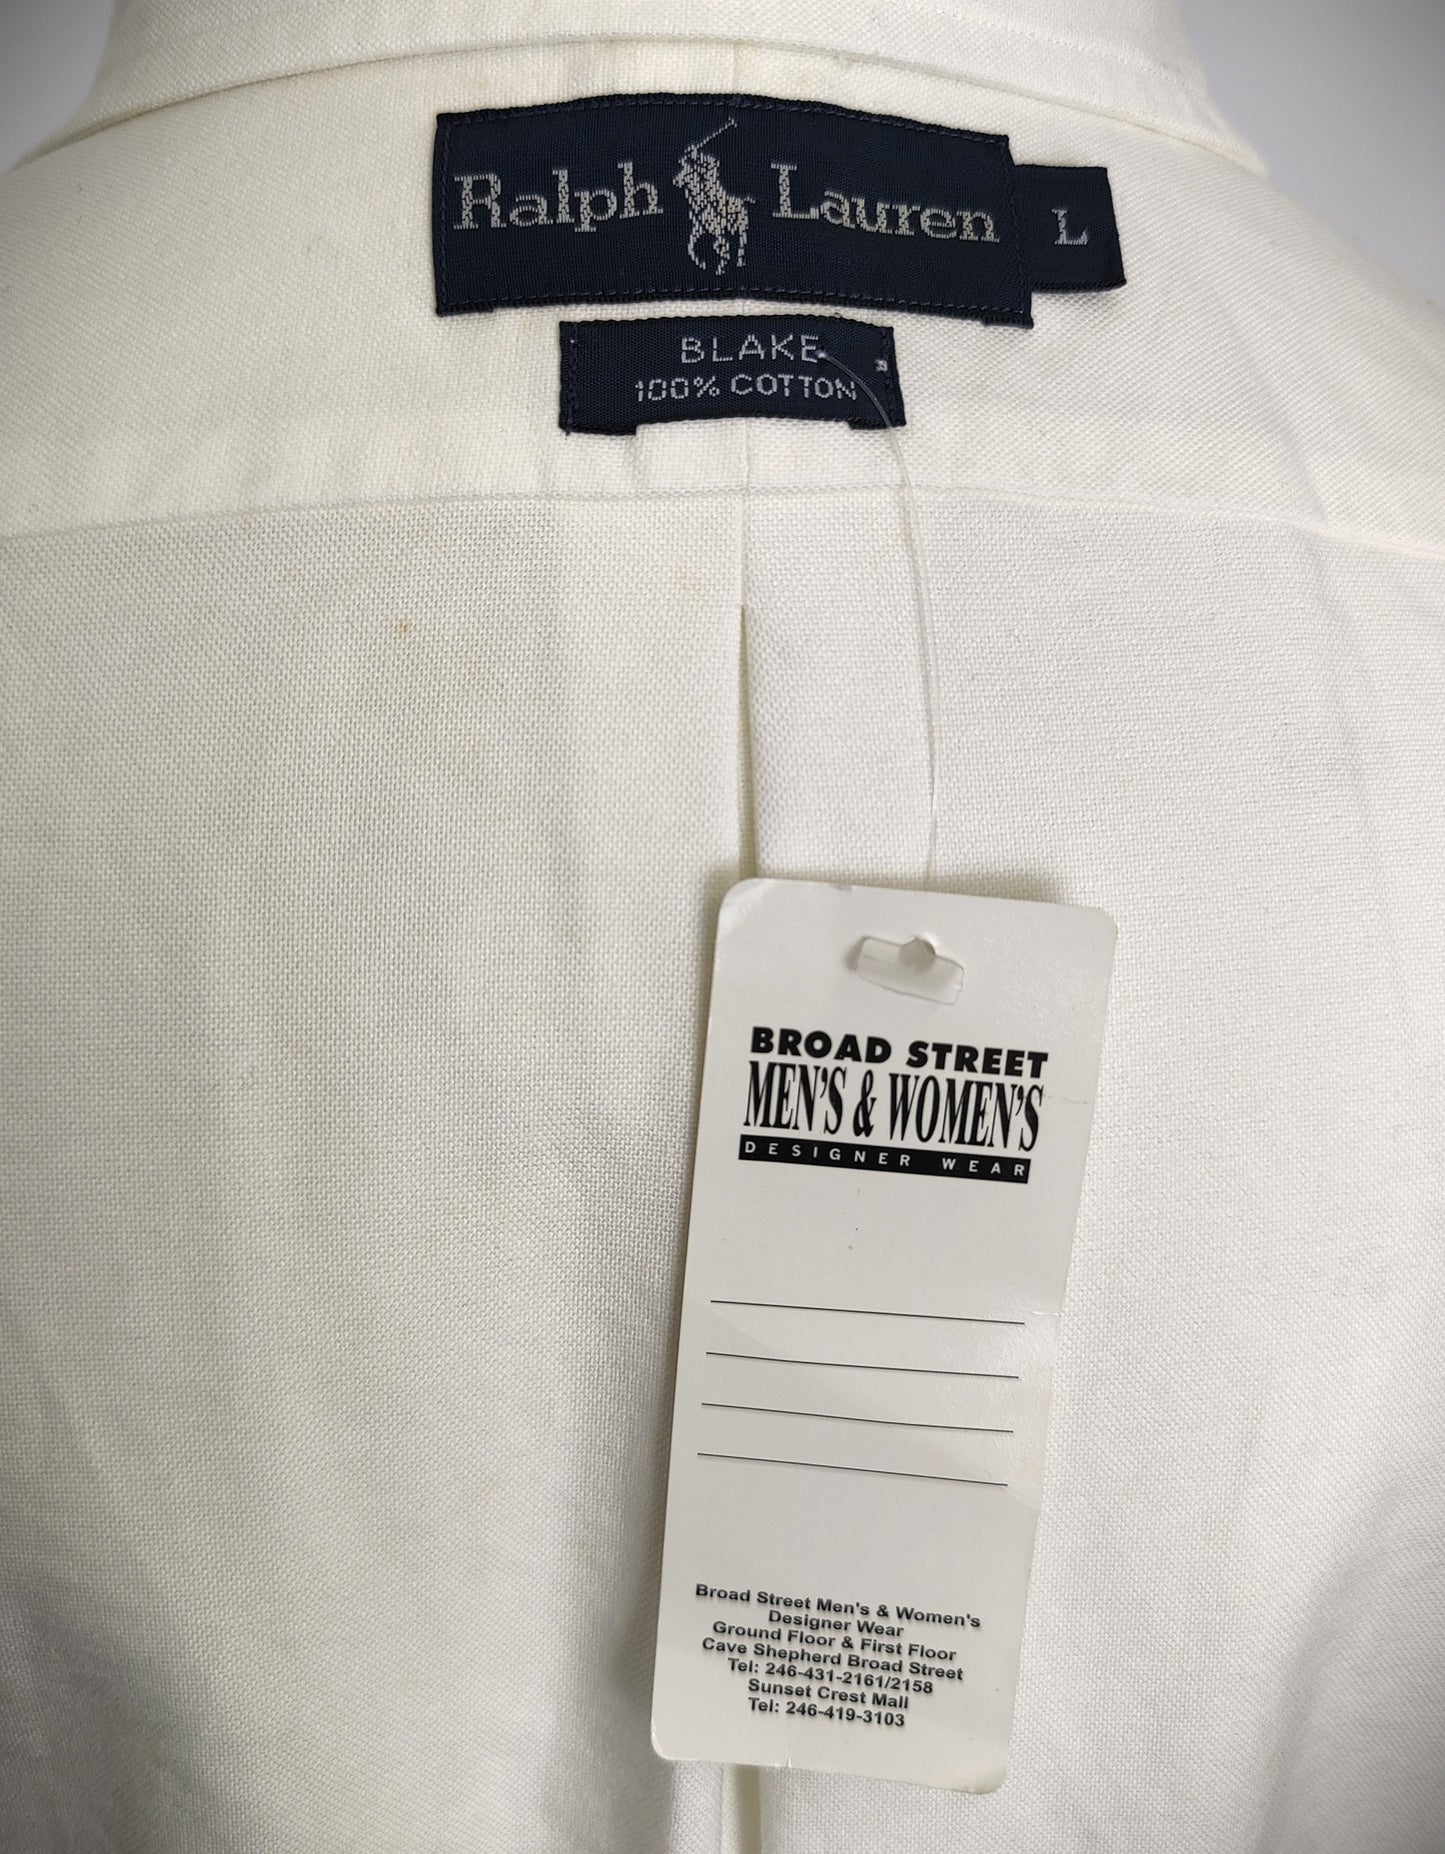 Ralph Lauren L
BLAKE R
100% COTTON
BROAD STREET
MEN'S & WOMEN'S
DESIGNER WEAR
Broad Street Men's & Women's
Designer Wear
Ground Floor & First Floor
Cave Shepherd Broad Street
Tel: 246-431-2161/2158
Sunset Crest Mall
Tel: 246-419-3103